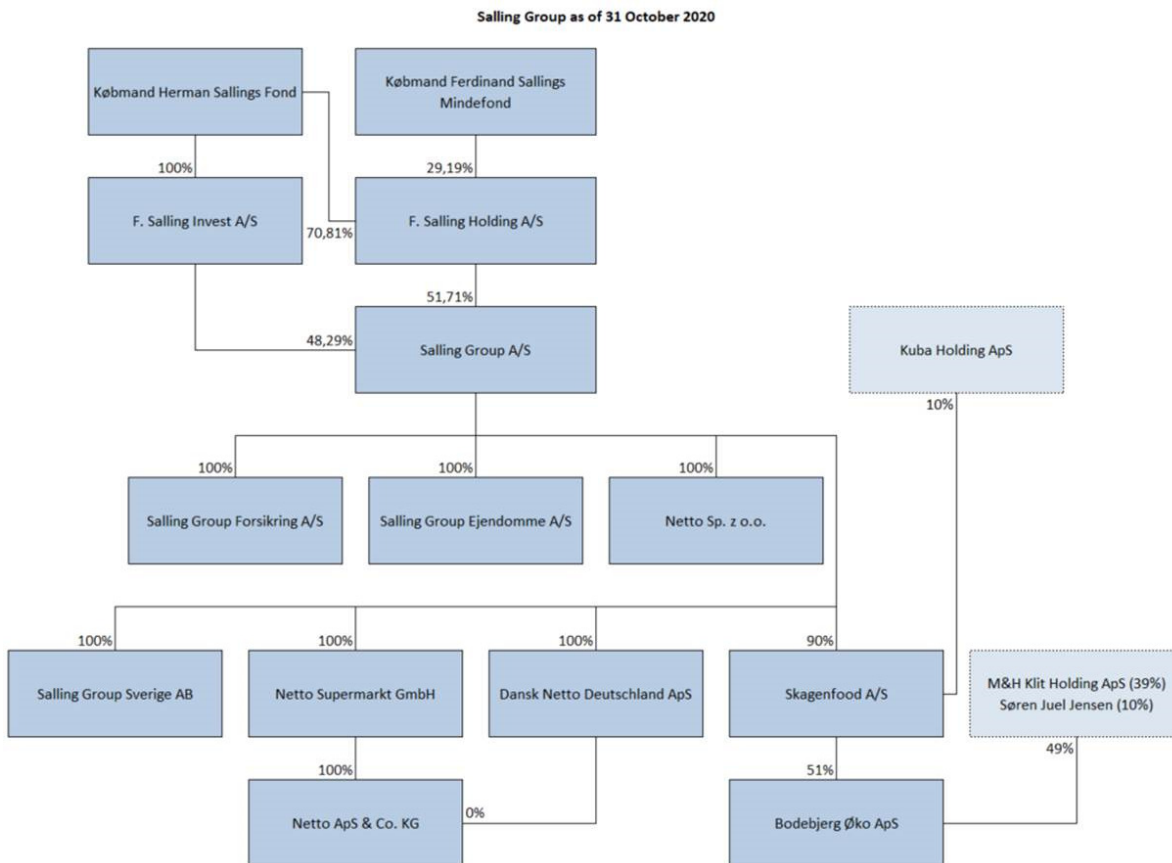 Salling Group as of 31 October 2020
Købmand Herman Sallings Fond
Købmand Ferdinand Sallings
Mindefond
100%
29,19%
F. Salling Invest A/S
70,81%
F. Salling Holding A/S
51,71%
48,29%
Salling Group A/S
Kuba Holding ApS
10%
100%
100%
100%
Salling Group Forsikring A/S
Salling Group Ejendomme A/S
Netto Sp. z o.o.
100%
100%
100%
90%
Salling Group Sverige AB
Netto Supermarkt GmbH
Dansk Netto Deutschland ApS
Skagenfood A/S
M&H Klit Holding ApS (39%)
Søren Juel Jensen (10%)
100%
0%
51%
49%
Netto ApS & Co. KG
Bodebjerg Øko ApS